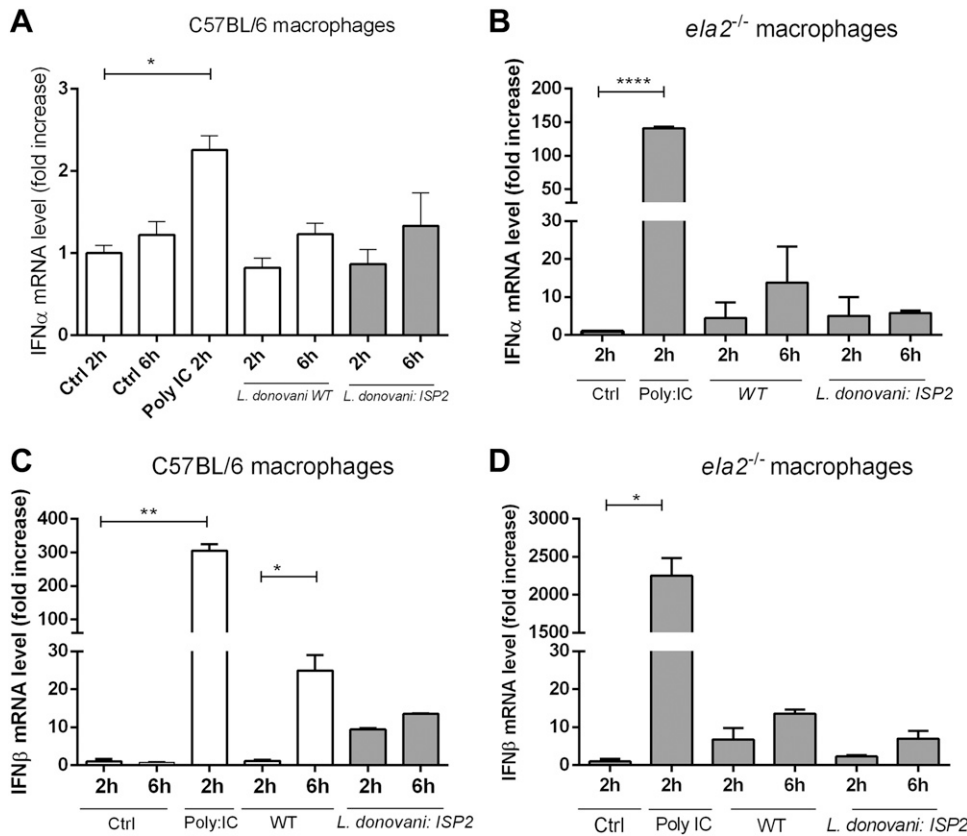 A
C57BL/6 macrophages
IFNα mRNA level (fold increase)
3
2
1
0
*
Ctrl 2h
Ctrl 6h
Poly IC 2h
2h
6h
2h
6h
L. donovani WT
L. donovani: ISP2
B
ela2-/- macrophages
IFNα mRNA level (fold increase)
200
150
100
50
30
20
10
0
****
2h
2h
2h
6h
2h
6h
Ctrl
Poly:IC
WT
L. donovani: ISP2
C
C57BL/6 macrophages
IFNβ mRNA level (fold increase)
400
300
200
100
30
20
10
0
**
*
2h
6h
2h
2h
6h
2h
6h
Ctrl
Poly:IC
WT
L. donovani: ISP2
D
ela2-/- macrophages
IFNβ mRNA level (fold increase)
3000
2500
2000
1500
30
20
10
0
*
2h
2h
2h
6h
2h
6h
Ctrl
Poly IC
WT
L. donovani: ISP2